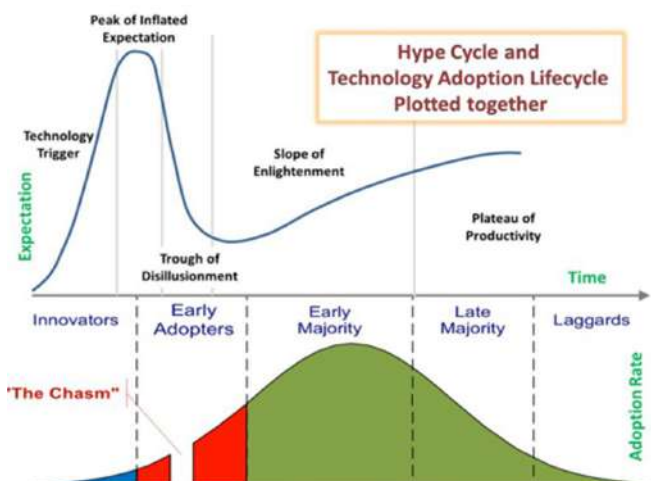 Peak of Inflated
Expectation
Hype Cycle and
Technology Adoption Lifecycle
Plotted together
Technology
Trigger
Slope of
Enlightenment
Plateau of
Productivity
Trough of
Disillusionment
Expectation
Time
Innovators
Early
Adopters
Early
Majority
Late
Majority
Laggards
"The Chasm"
Adoption Rate